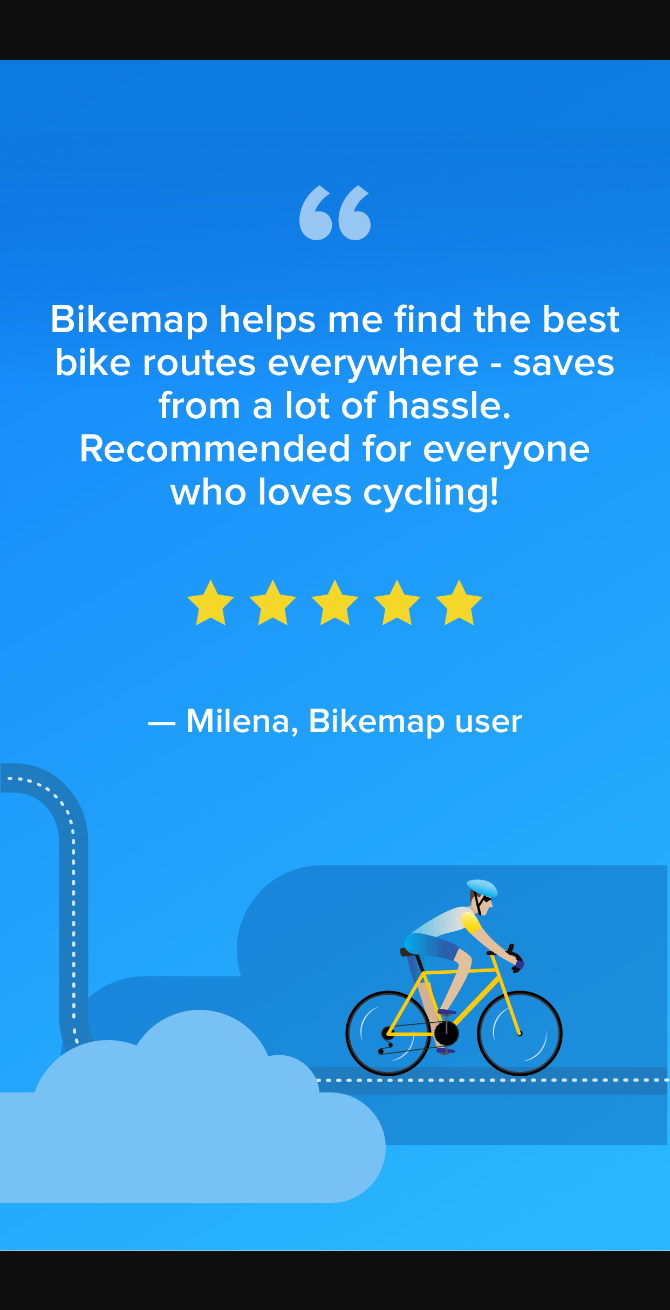 “
Bikemap helps me find the best
bike routes everywhere - saves
from a lot of hassle.
Recommended for everyone
who loves cycling!
— Milena, Bikemap user